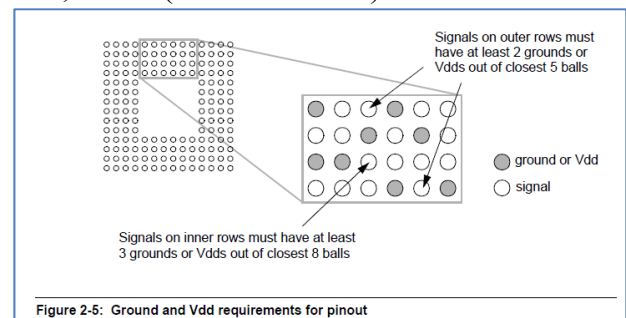 Signals on outer rows must
have at least 2 grounds or
Vdds out of closest 5 balls
ground or Vdd
signal
Signals on inner rows must have at least
3 grounds or Vdds out of closest 8 balls
Figure 2-5: Ground and Vdd requirements for pinout